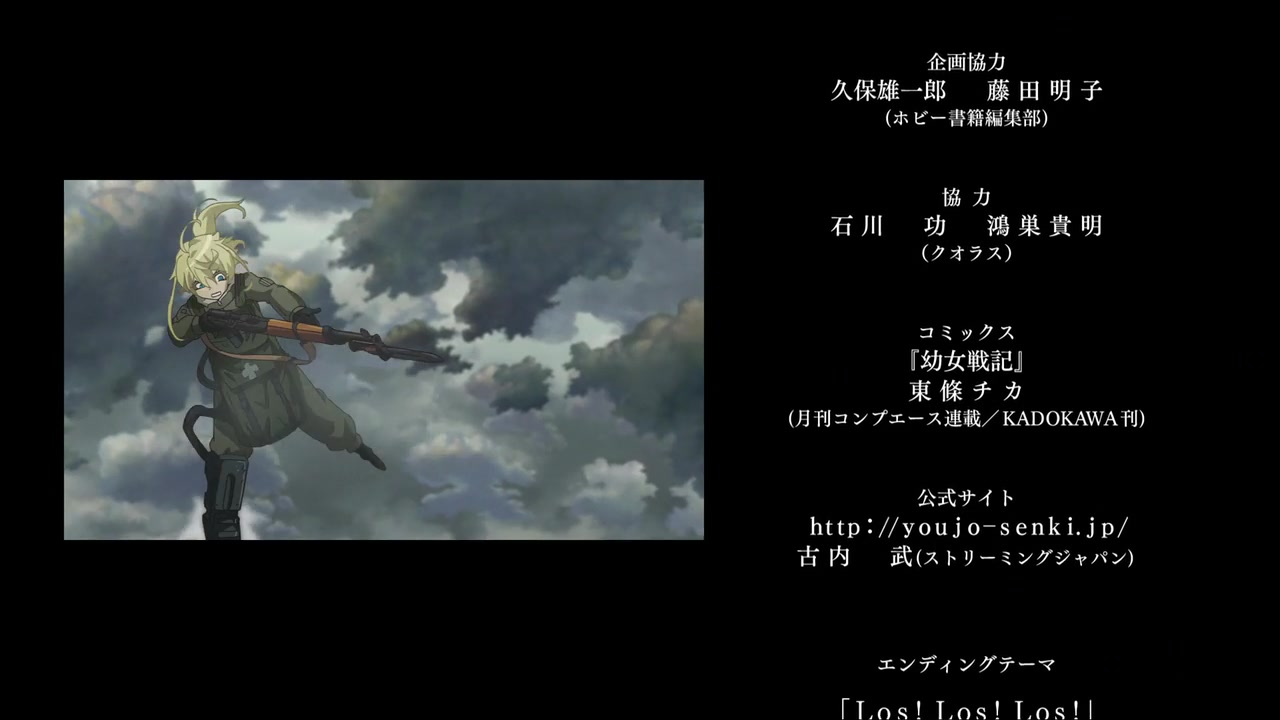 企画協力
久保雄一郎　藤田明子
(ホビー書籍編集部)
協力
石川　功　鴻巣貴明
(クオラス)
コミックス
『幼女戦記』
東條チカ
(月刊コンプエース連載／KADOKAWA刊)
公式サイト
http://youjo-senki.jp/
古内　武(ストリーミングジャパン)
エンディングテーマ
「Los! Los! Los!」